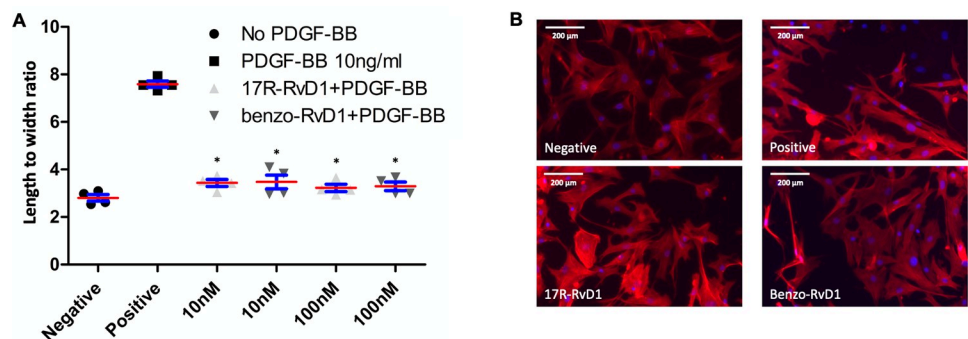 A
10
8
6
4
2
0
Length to width ratio
No PDGF-BB
PDGF-BB 10ng/ml
17R-RvD1+PDGF-BB
benzo-RvD1+PDGF-BB
* * * *
Negative
Positive
10nM
10nM
100nM
100nM
B
200 µm
Negative
200 µm
Positive
200 µm
17R-RvD1
200 µm
Benzo-RvD1